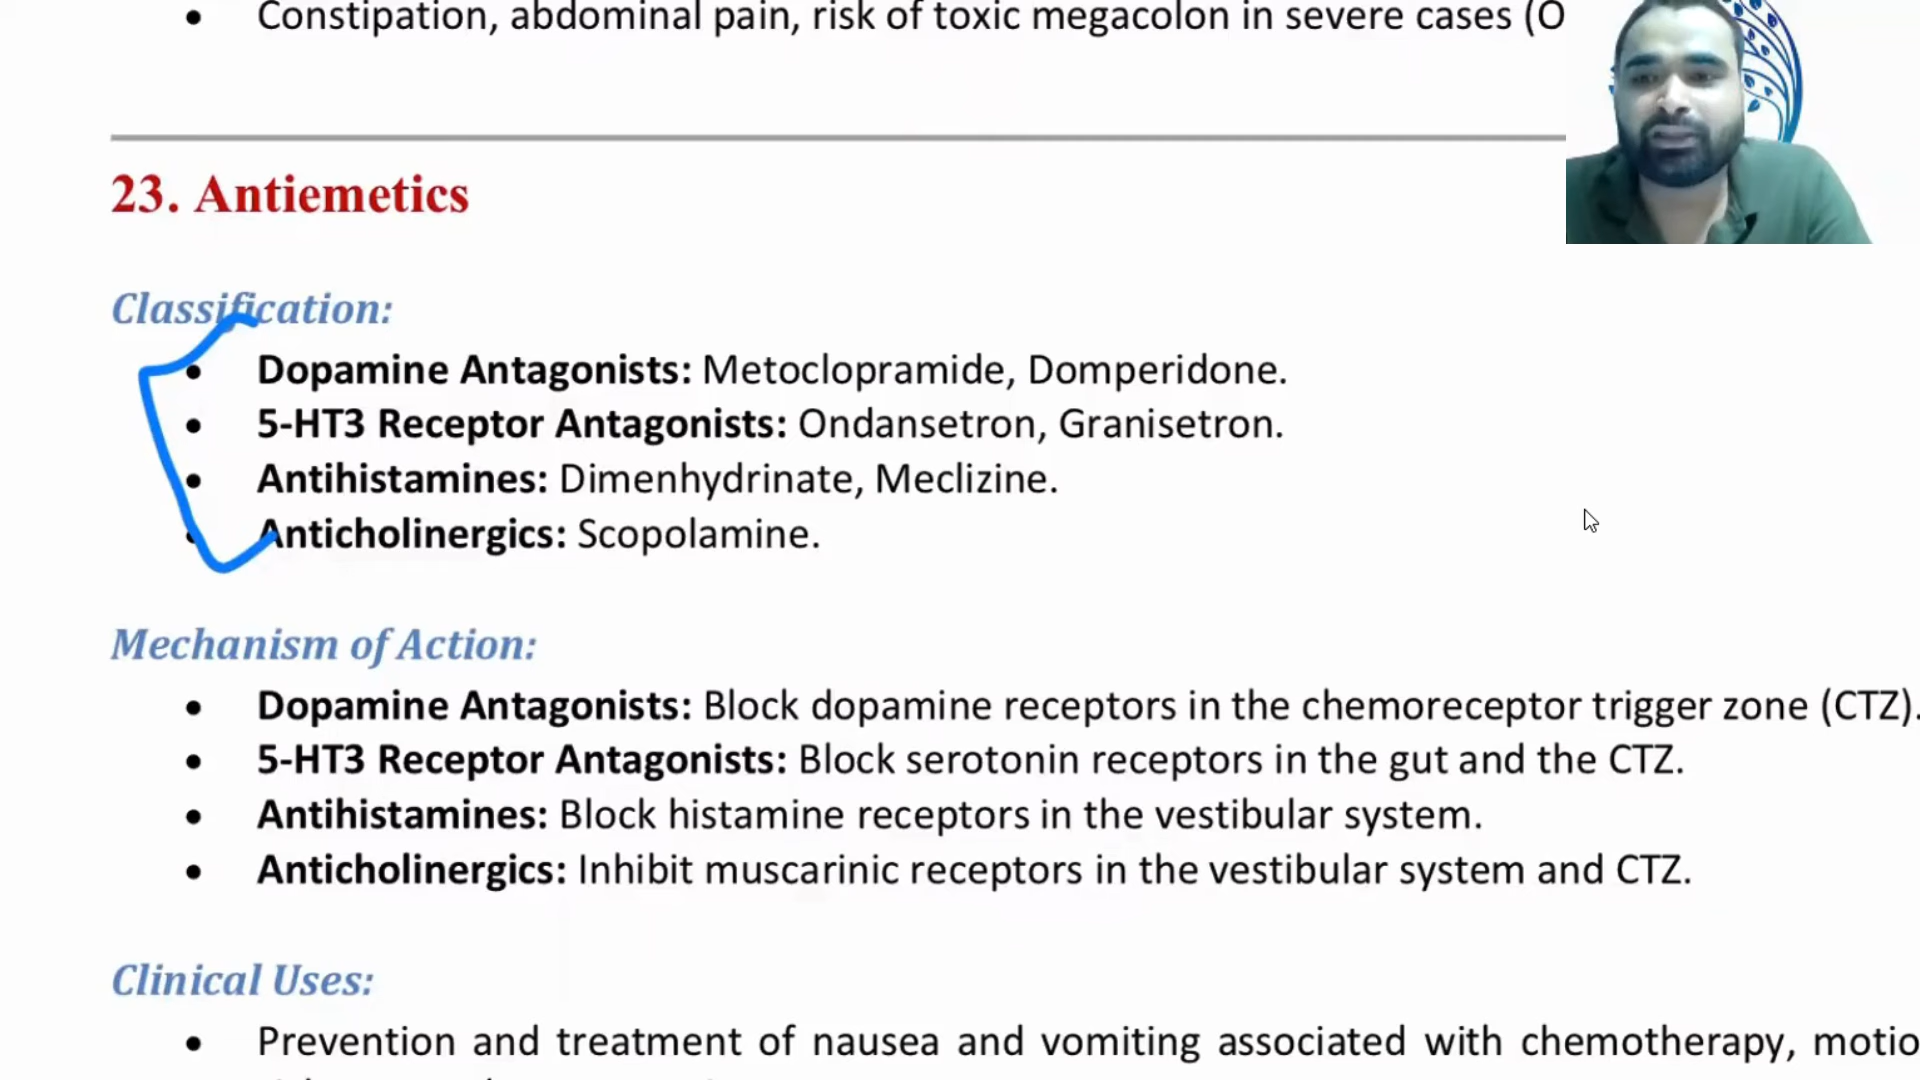 • Constipation, abdominal pain, risk of toxic megacolon in severe cases (O
23. Antiemetics
Classification:
• Dopamine Antagonists: Metoclopramide, Domperidone.
• 5-HT3 Receptor Antagonists: Ondansetron, Granisetron.
• Antihistamines: Dimenhydrinate, Meclizine.
• Anticholinergics: Scopolamine.
Mechanism of Action:
• Dopamine Antagonists: Block dopamine receptors in the chemoreceptor trigger zone (CTZ).
• 5-HT3 Receptor Antagonists: Block serotonin receptors in the gut and the CTZ.
• Antihistamines: Block histamine receptors in the vestibular system.
• Anticholinergics: Inhibit muscarinic receptors in the vestibular system and CTZ.
Clinical Uses:
• Prevention and treatment of nausea and vomiting associated with chemotherapy, motio